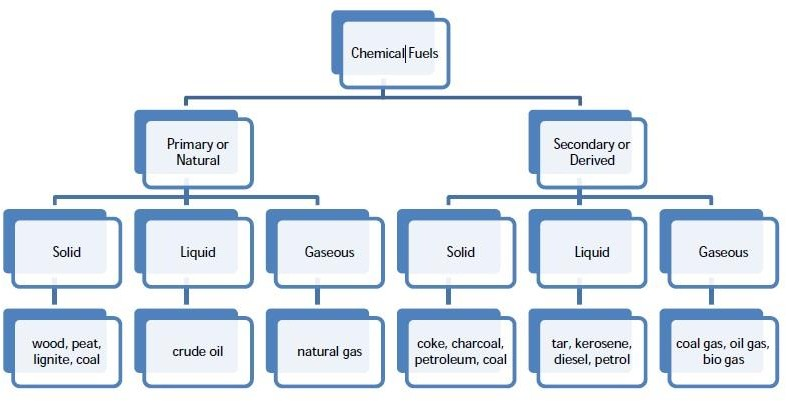 Chemical Fuels
Primary or
Natural
Secondary or
Derived
Solid
Liquid
Gaseous
Solid
Liquid
Gaseous
wood, peat,
lignite, coal
crude oil
natural gas
coke, charcoal,
petroleum, coal
tar, kerosene,
diesel, petrol
coal gas, oil gas,
bio gas